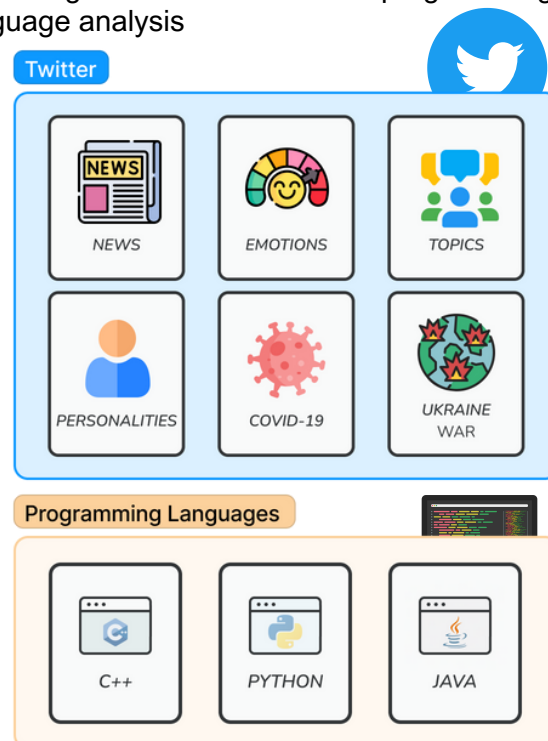 guage analysis
Twitter
NEWS
NEWS
EMOTIONS
TOPICS
PERSONALITIES
COVID-19
UKRAINE
WAR
Programming Languages
C++
PYTHON
JAVA